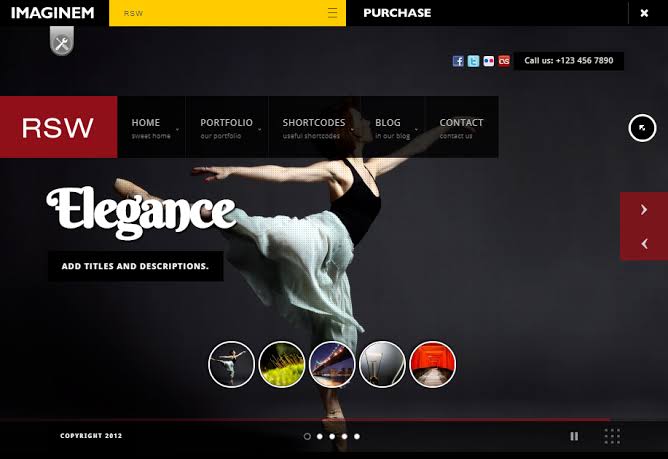 IMAGINEM
RSW
PURCHASE
Call us: +123 456 7890
RSW
HOME
sweet home
PORTFOLIO
our portfolio
SHORTCODES
useful shortcodes
BLOG
in our blog
CONTACT
contact us
Elegance
ADD TITLES AND DESCRIPTIONS.
COPYRIGHT 2012